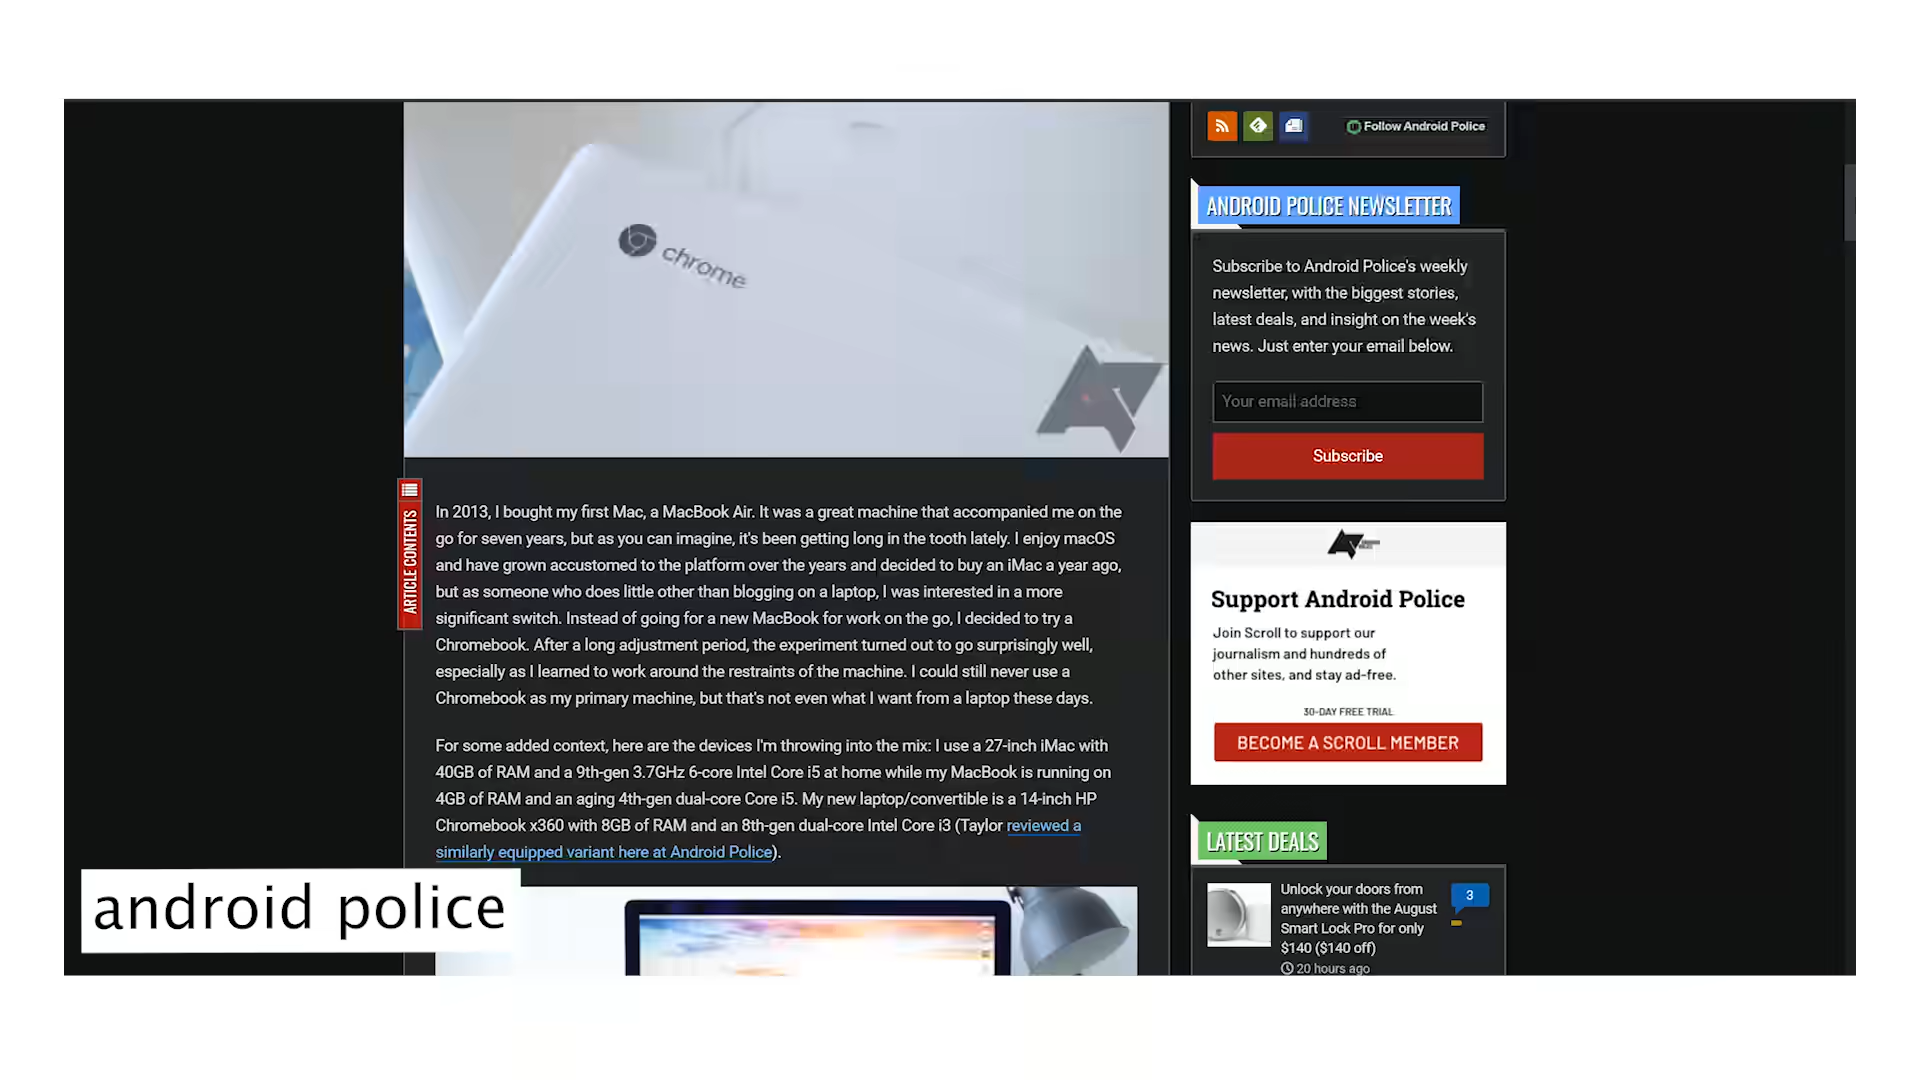 chrome
ARTICLE CONTENTS
In 2013, I bought my first Mac, a MacBook Air. It was a great machine that accompanied me on the
go for seven years, but as you can imagine, it's been getting long in the tooth lately. I enjoy macOS
and have grown accustomed to the platform over the years and decided to buy an iMac a year ago,
but as someone who does little other than blogging on a laptop, I was interested in a more
significant switch. Instead of going for a new MacBook for work on the go, I decided to try a
Chromebook. After a long adjustment period, the experiment turned out to go surprisingly well,
especially as I learned to work around the restraints of the machine. I could still never use a
Chromebook as my primary machine, but that's not even what I want from a laptop these days.
For some added context, here are the devices I'm throwing into the mix: I use a 27-inch iMac with
40GB of RAM and a 9th-gen 3.7GHz 6-core Intel Core i5 at home while my MacBook is running on
4GB of RAM and an aging 4th-gen dual-core Core i5. My new laptop/convertible is a 14-inch HP
Chromebook x360 with 8GB of RAM and an 8th-gen dual-core Intel Core i3 (Taylor reviewed a
similarly equipped variant here at Android Police).
android police
Follow Android Police
ANDROID POLICE NEWSLETTER
Subscribe to Android Police's weekly
newsletter, with the biggest stories,
latest deals, and insight on the week's
news. Just enter your email below.
Your email address
Subscribe
Support Android Police
Join Scroll to support our
journalism and hundreds of
other sites, and stay ad-free.
30-DAY FREE TRIAL
BECOME A SCROLL MEMBER
LATEST DEALS
Unlock your doors from
anywhere with the August
Smart Lock Pro for only
$140 ($140 off)
20 hours ago
3